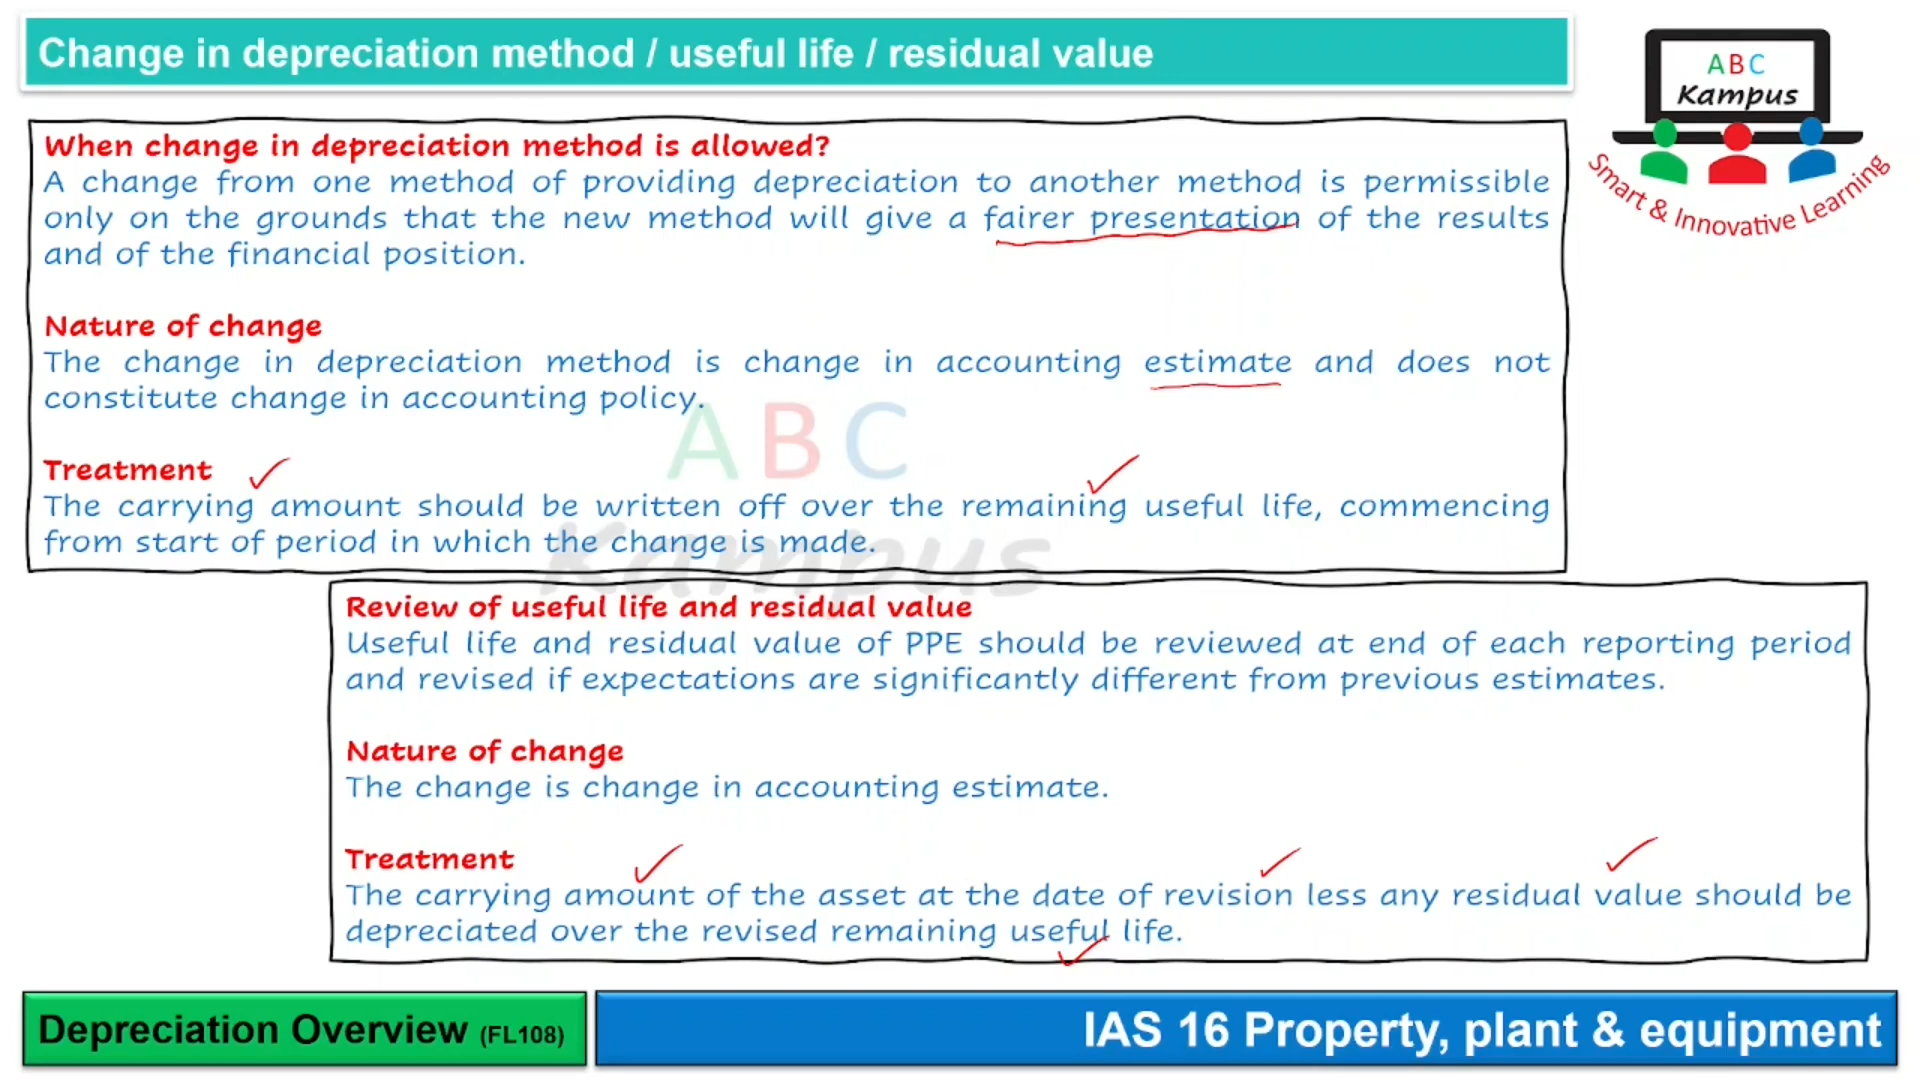 Change in depreciation method / useful life / residual value
ABC
Kampus
Smart & Innovative Learning
When change in depreciation method is allowed?
A change from one method of providing depreciation to another method is permissible
only on the grounds that the new method will give a fairer presentation of the results
and of the financial position.
Nature of change
The change in depreciation method is change in accounting estimate and does not
constitute change in accounting policy.
Treatment
The carrying amount should be written off over the remaining useful life, commencing
from start of period in which the change is made.
ABC
Kampus
Review of useful life and residual value
Useful life and residual value of PPE should be reviewed at end of each reporting period
and revised if expectations are significantly different from previous estimates.
Nature of change
The change is change in accounting estimate.
Treatment
The carrying amount of the asset at the date of revision less any residual value should be
depreciated over the revised remaining useful life.
Depreciation Overview (FL108)
IAS 16 Property, plant & equipment